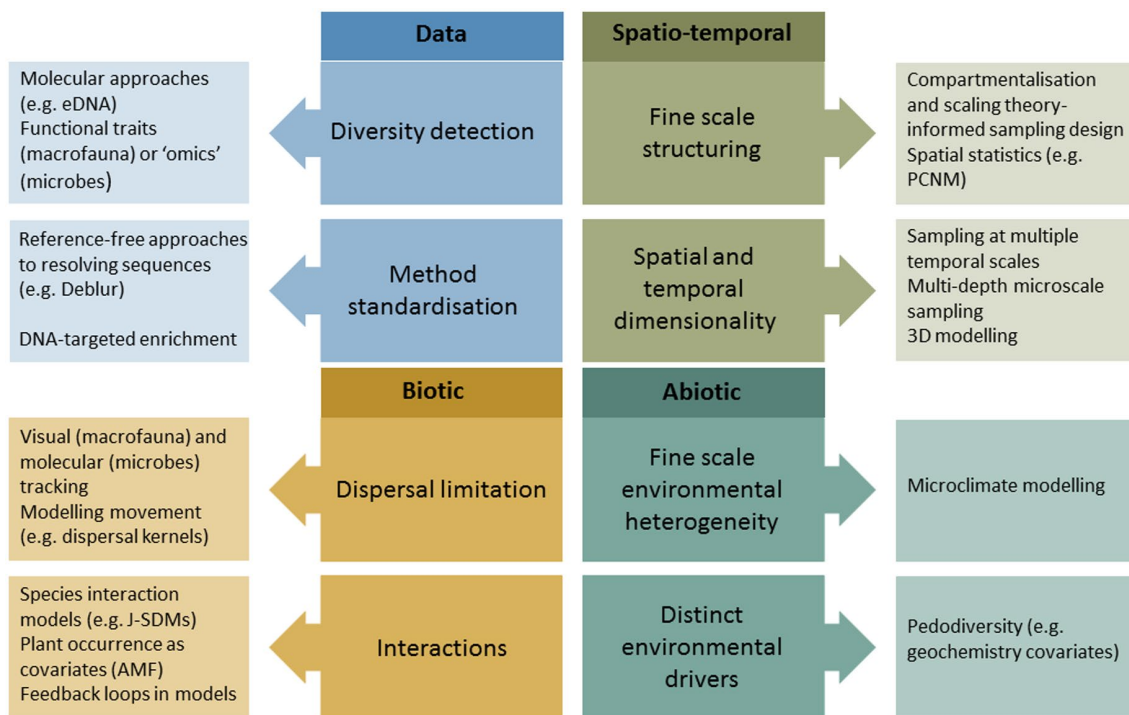 Data
Diversity detection
Molecular approaches
(e.g. eDNA)
Functional traits
(macrofauna) or ‘omics’
(microbes)
Method
standardisation
Reference-free approaches
to resolving sequences
(e.g. Deblur)
DNA-targeted enrichment
Spatio-temporal
Fine scale
structuring
Compartmentalisation
and scaling theory-
informed sampling design
Spatial statistics (e.g.
PCNM)
Spatial and
temporal
dimensionality
Sampling at multiple
temporal scales
Multi-depth microscale
sampling
3D modelling
Biotic
Dispersal limitation
Visual (macrofauna) and
molecular (microbes)
tracking
Modelling movement
(e.g. dispersal kernels)
Interactions
Species interaction
models (e.g. J-SDMs)
Plant occurrence as
covariates (AMF)
Feedback loops in models
Abiotic
Fine scale
environmental
heterogeneity
Microclimate modelling
Distinct
environmental
drivers
Pedodiversity (e.g.
geochemistry covariates)